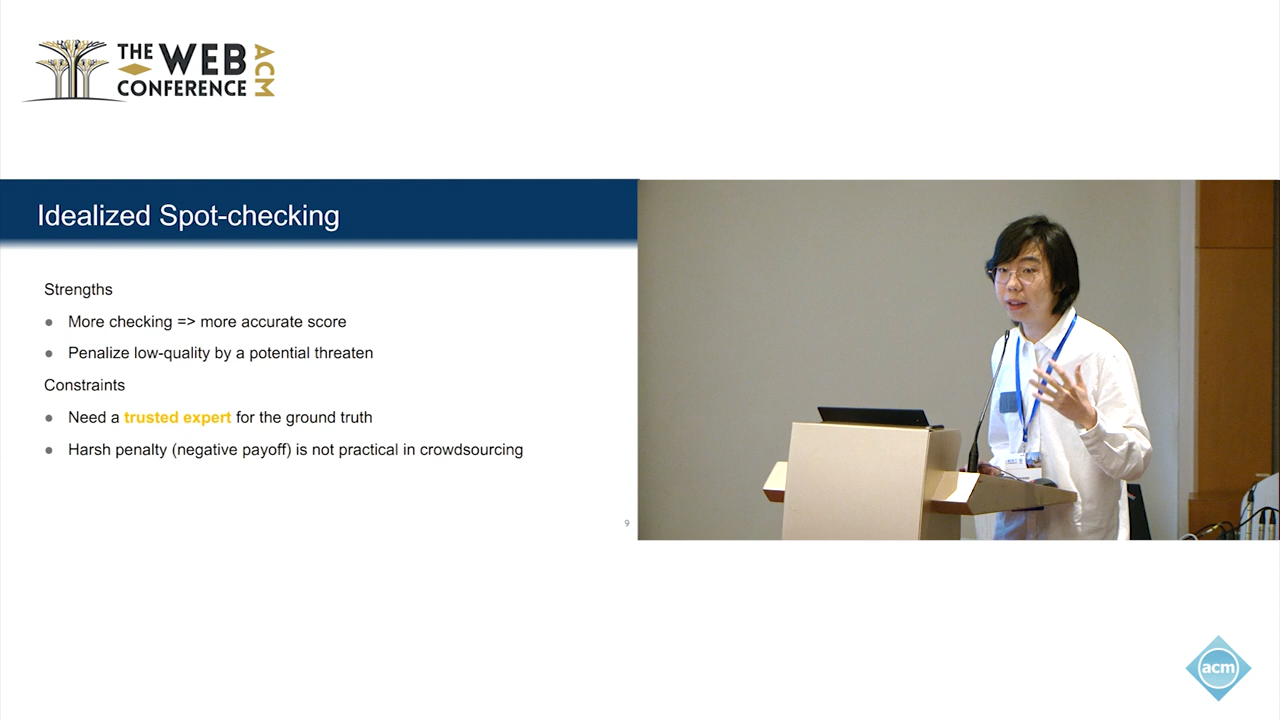 THE WEB
CONFERENCE
ACM
Idealized Spot-checking
Strengths
● More checking => more accurate score
● Penalize low-quality by a potential threaten
Constraints
● Need a trusted expert for the ground truth
● Harsh penalty (negative payoff) is not practical in crowdsourcing
9
acm